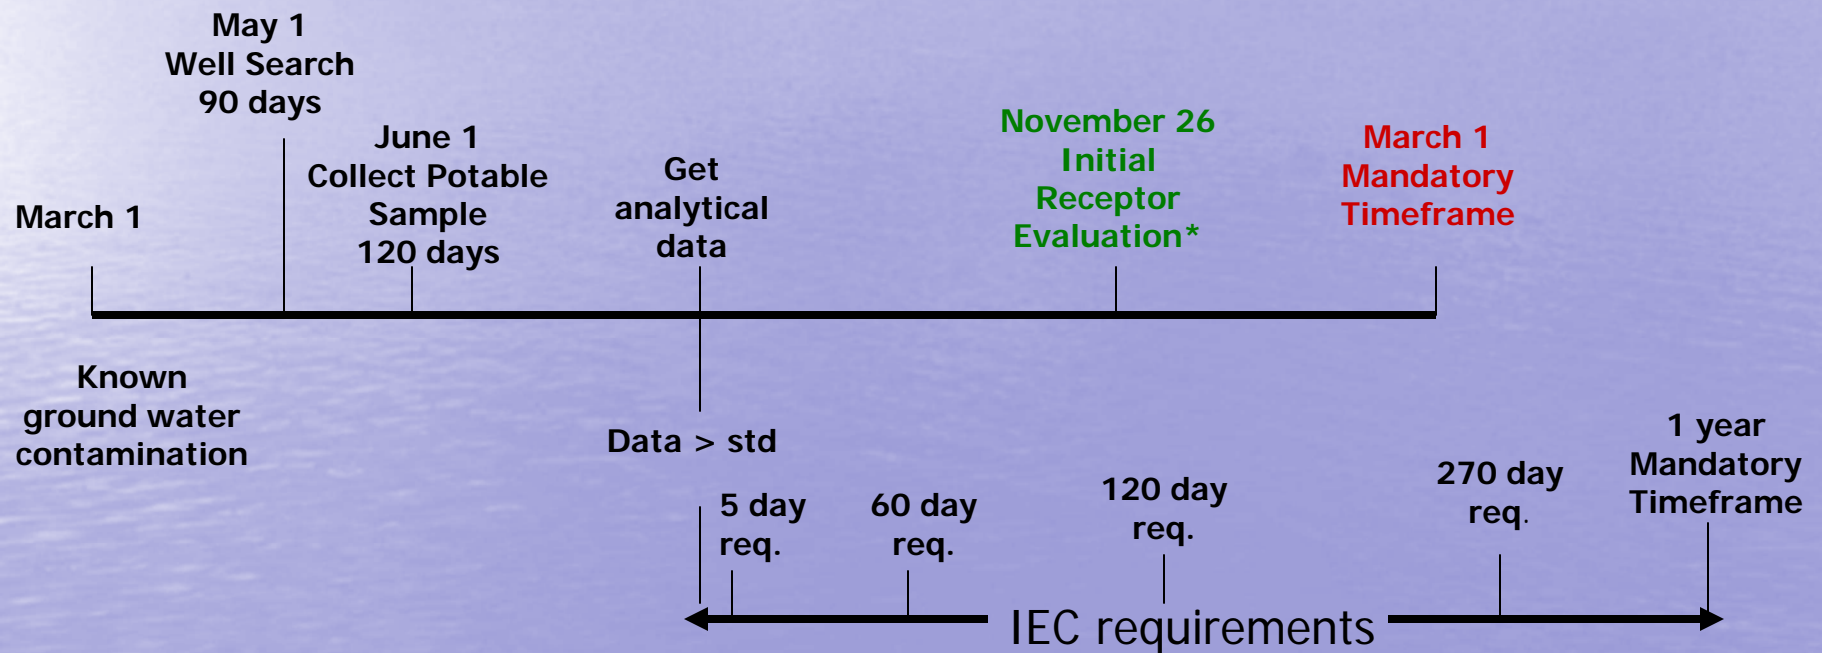 May 1
Well Search
90 days
June 1
Collect Potable
Sample
120 days
Get
analytical
data
November 26
Initial
Receptor
Evaluation*
March 1
Mandatory
Timeframe
March 1
Known
ground water
contamination
Data > std
5 day
req.
60 day
req.
120 day
req.
270 day
req.
1 year
Mandatory
Timeframe
IEC requirements